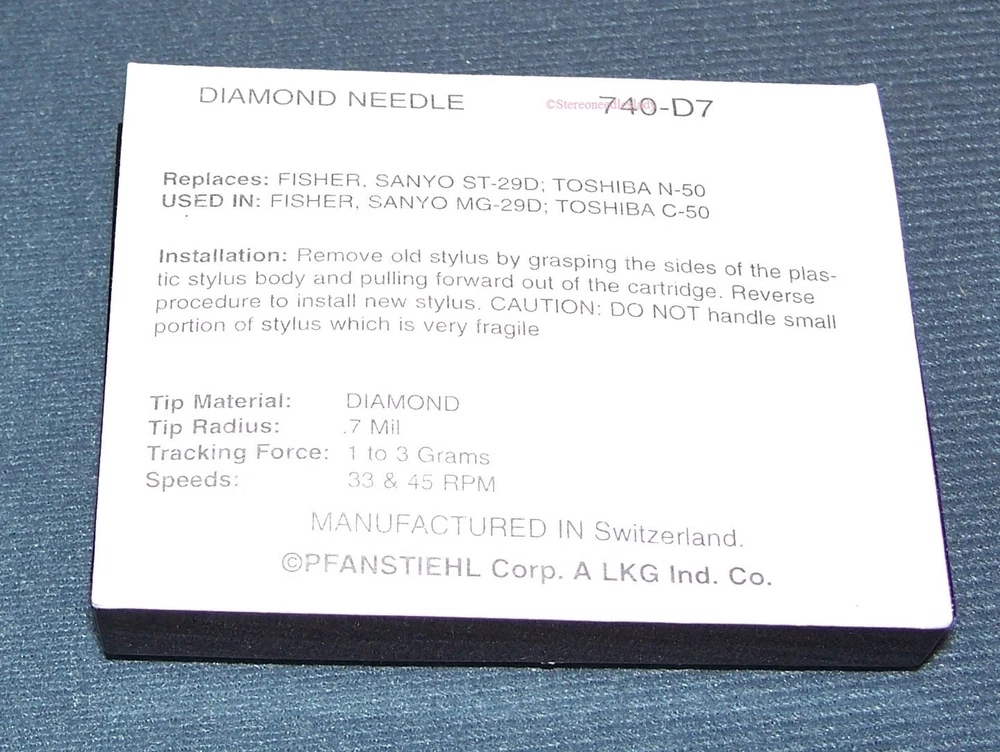 DIAMOND NEEDLE 740-D7
©Stereoneedlelady
Replaces: FISHER, SANYO ST-29D; TOSHIBA N-50
USED IN: FISHER, SANYO MG-29D; TOSHIBA C-50
Installation: Remove old stylus by grasping the sides of the plas-
tic stylus body and pulling forward out of the cartridge. Reverse
procedure to install new stylus. CAUTION: DO NOT handle small
portion of stylus which is very fragile
Tip Material: DIAMOND
Tip Radius: .7 Mil
Tracking Force: 1 to 3 Grams
Speeds: 33 & 45 RPM
MANUFACTURED IN Switzerland.
©PFANSTIEHL Corp. A LKG Ind. Co.